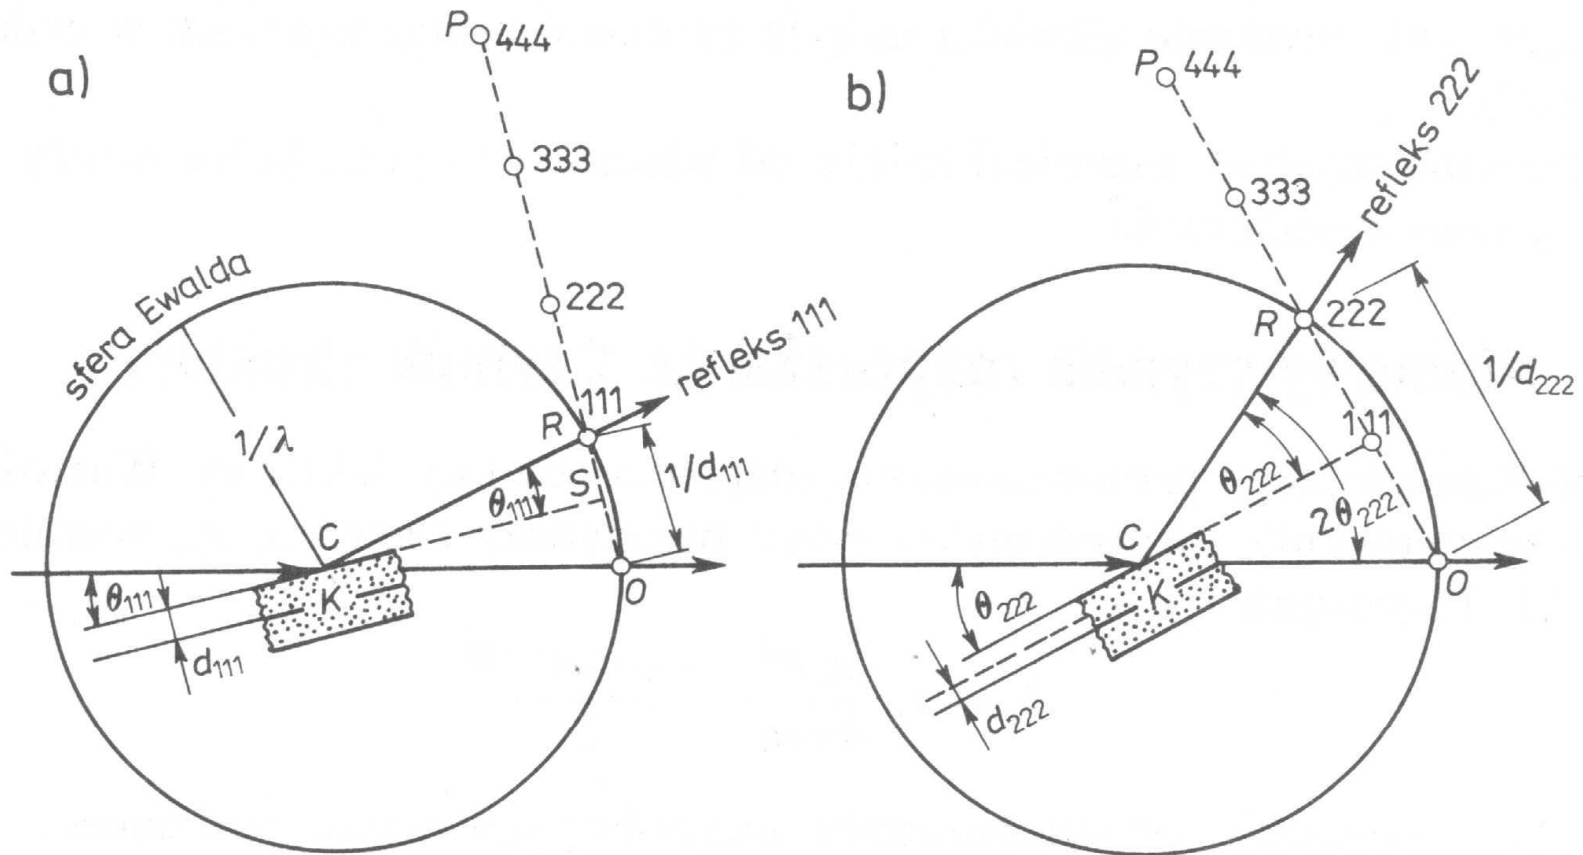 a)
P 444
333
222
sfera Ewalda
1/λ
111
R
refleks 111
S
1/d₁₁₁
θ₁₁₁
C
K
O
θ₁₁₁
d₁₁₁
b)
P 444
333
refleks 222
R 222
1/d₂₂₂
111
θ₂₂₂
2θ₂₂₂
C
K
O
θ₂₂₂
d₂₂₂